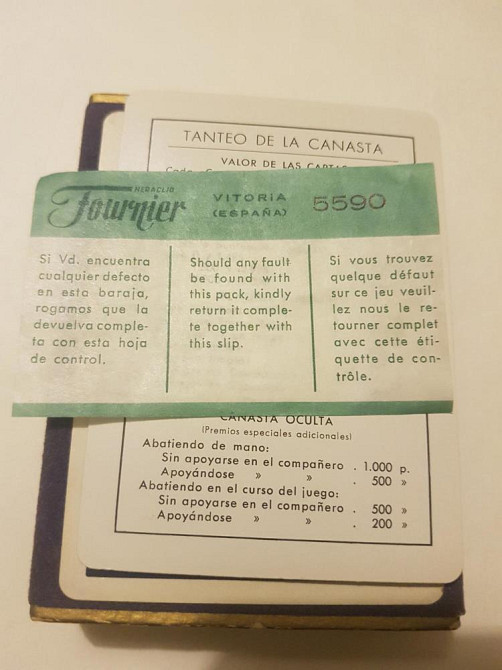 TANTEO DE LA CANASTA
VALOR DE LAS CARTAS
HERACLIO
Fournier
VITORIA
(ESPAÑA)
5590
Si Vd. encuentra
cualquier defecto
en esta baraja,
rogamos que la
devuelva comple-
ta con esta hoja
de control.
Should any fault
be found with
this pack, kindly
return it comple-
te together with
this slip.
Si vous trouvez
quelque défaut
sur ce jeu veuil-
lez nous le re-
tourner complet
avec cette éti-
quette de con-
trôle.
CANASTA OCULTA
(Premios especiales adicionales)
Abatiendo de mano:
Sin apoyarse en el compañero . 1.000 p.
Apoyándose » » . 500 »
Abatiendo en el curso del juego:
Sin apoyarse en el compañero . 500 »
Apoyándose » » . 200 »